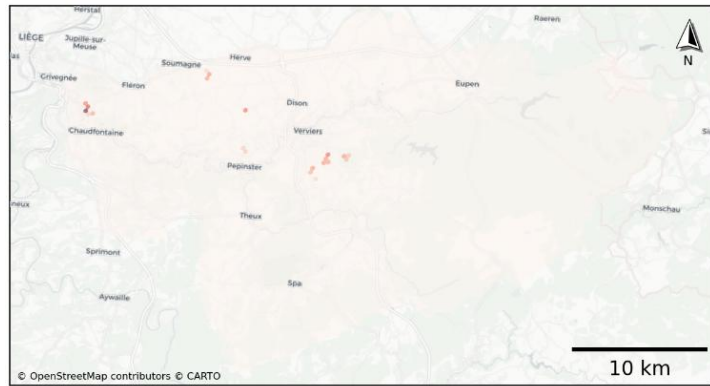 Herstal
Raeren
LIÈGE
Jupille-sur-
Meuse
N
Soumagne
Herve
Grivegnée
Fléron
Eupen
Dison
Chaudfontaine
Verviers
Pepinster
Theux
Monschau
Sprimont
Spa
Aywaille
10 km
© OpenStreetMap contributors © CARTO